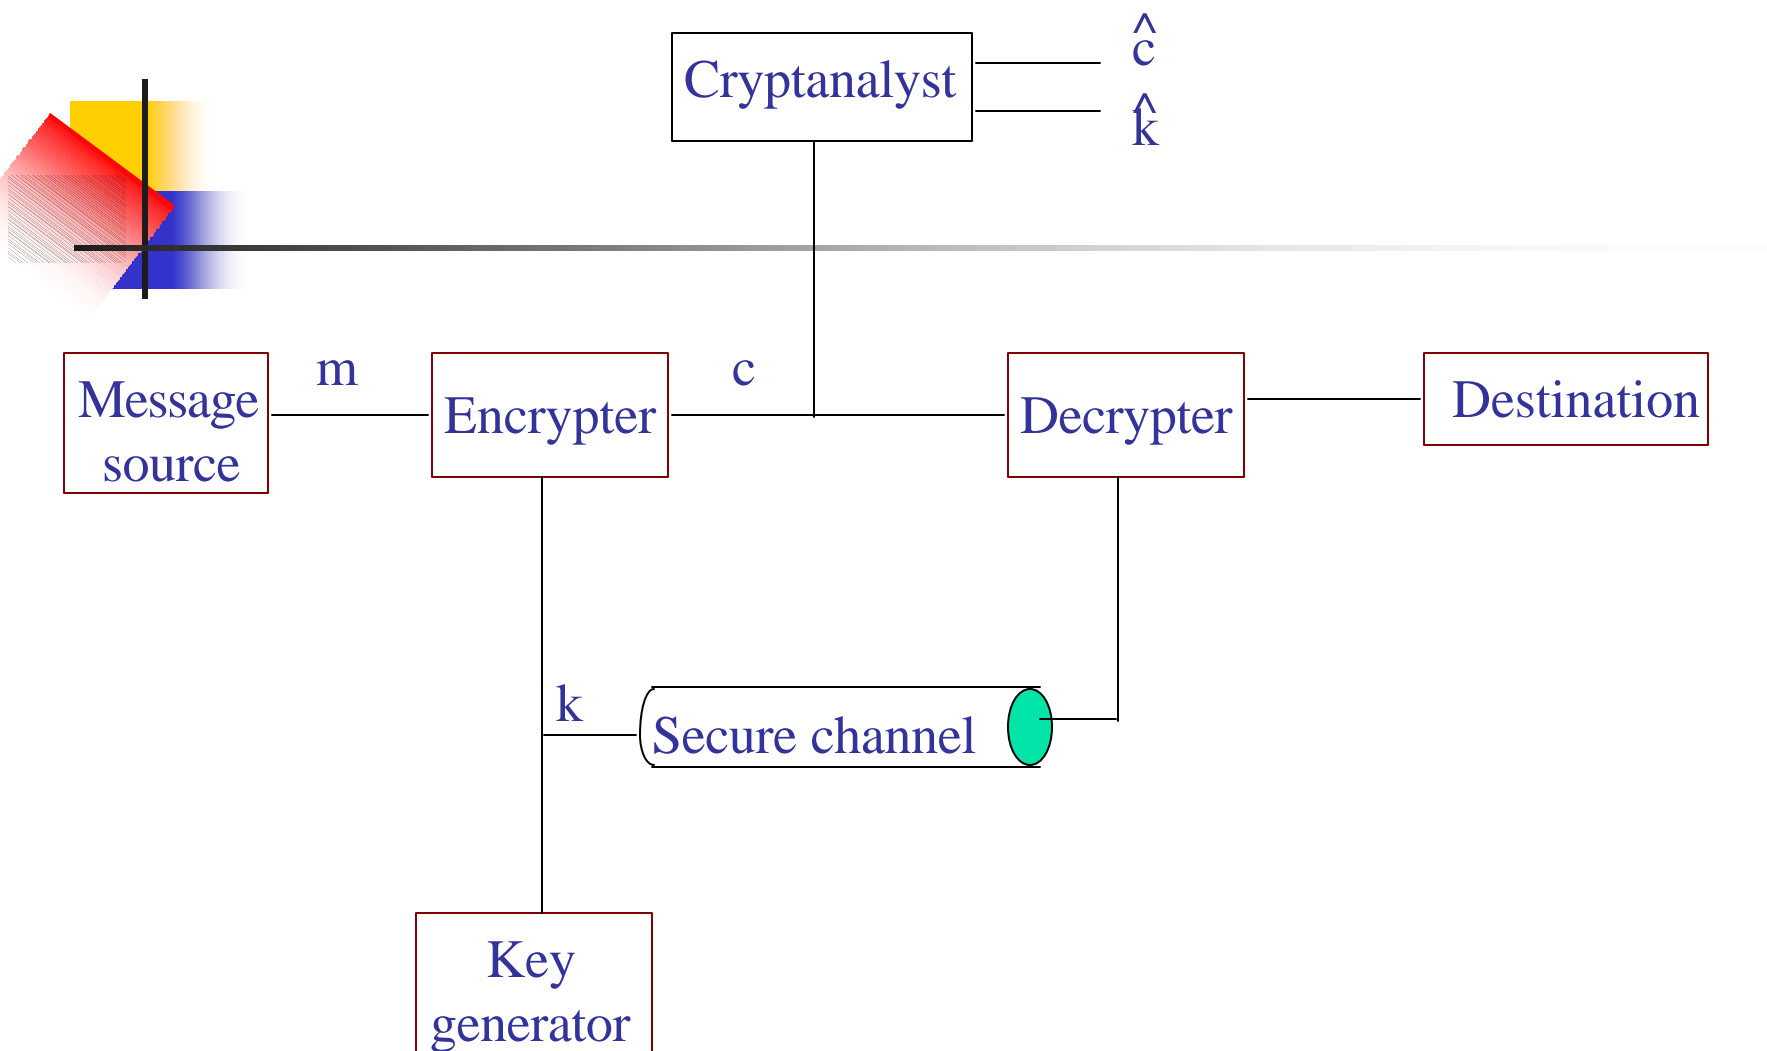 Cryptanalyst
ĉ
k̂
Message
source
m
Encrypter
c
Decrypter
Destination
k
Secure channel
Key
generator